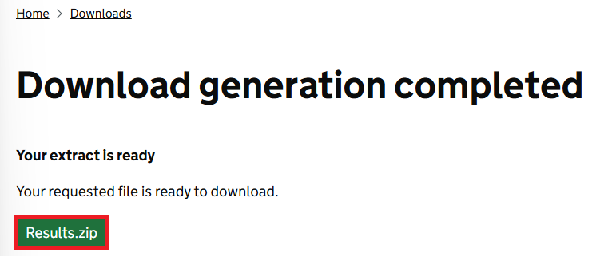 Home > Downloads
Download generation completed
Your extract is ready
Your requested file is ready to download.
Results.zip